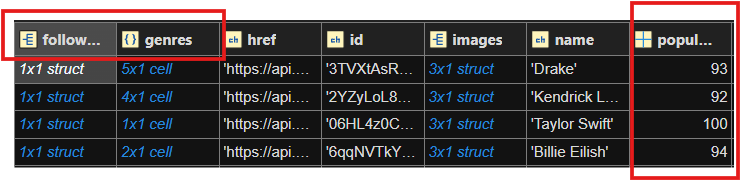 follow... genres href id images name popul...
1x1 struct 5x1 cell 'https://api.... '3TVXtAsR... 3x1 struct 'Drake' 93
1x1 struct 4x1 cell 'https://api.... '2YZyLoL8... 3x1 struct 'Kendrick L... 92
1x1 struct 1x1 cell 'https://api.... '06HL4z0C... 3x1 struct 'Taylor Swift' 100
1x1 struct 2x1 cell 'https://api.... '6qqNVTkY... 3x1 struct 'Billie Eilish' 94